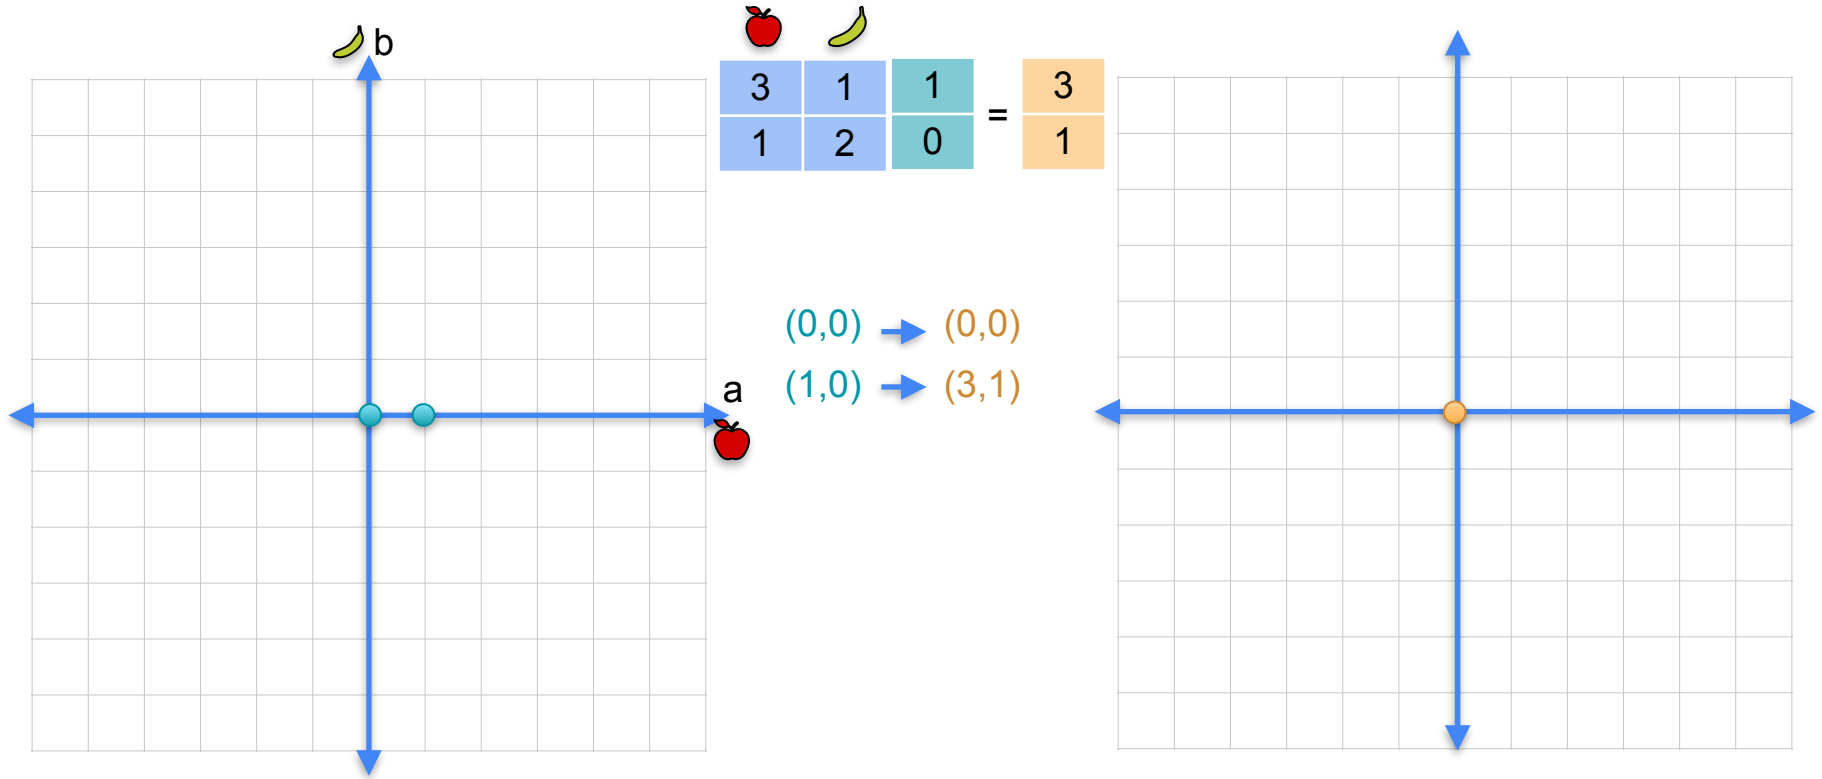 b
3 1 1 = 3
1 2 0 1
(0,0) (0,0)
(1,0) (3,1)
a